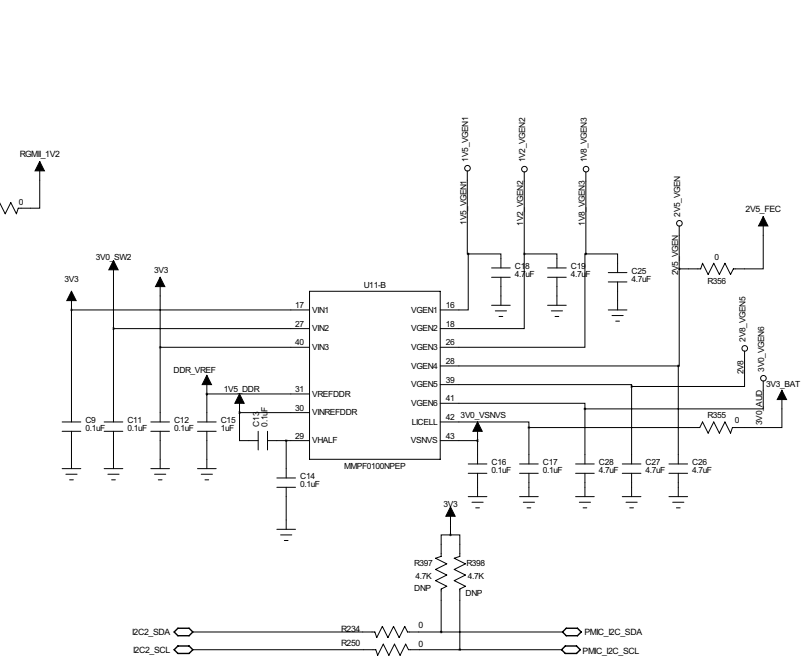 1V5_VGEN1
1V2_VGEN2
1V8_VGEN3
RGMII_1V2
0
1V5_VGEN1
1V2_VGEN2
1V8_VGEN3
2V5_VGEN
2V5_FEC
2V5_VGEN
3V0_SW2
3V3
3V3
C18
4.7uF
C19
4.7uF
C25
4.7uF
0
R356
U11-B
17
VIN1
VGEN1
16
27
VIN2
VGEN2
18
40
VIN3
VGEN3
26
VGEN4
28
2V8_VGEN5
3V0_VGEN6
DDR_VREF
31
VREFDDR
VGEN5
39
2V8
3V3_BAT
1V5_DDR
30
VINREFDDR
VGEN6
41
3V0_AUD
LICELL
42
3V0_VSNVS
R355
0
C9
0.1uF
C11
0.1uF
C12
0.1uF
C15
1uF
C13
0.1uF
29
VHALF
VSNVS
43
MMPF0100NPEP
C14
0.1uF
C16
0.1uF
C17
0.1uF
C28
4.7uF
C27
4.7uF
C26
4.7uF
3V3
R397
4.7K
DNP
R398
4.7K
DNP
I2C2_SDA
R234
0
PMIC_I2C_SDA
I2C2_SCL
R250
0
PMIC_I2C_SCL